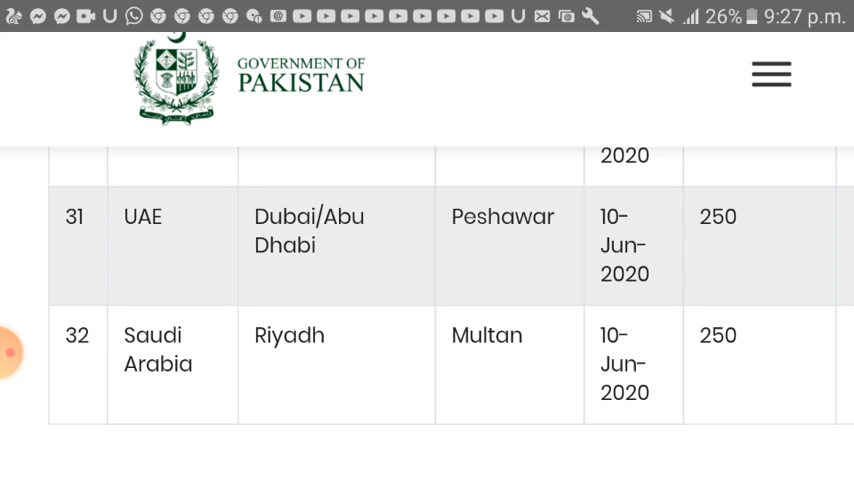 26% 9:27 p.m.
GOVERNMENT OF
PAKISTAN
2020
31 UAE Dubai/Abu Peshawar 10- 250
Dhabi Jun-
2020
32 Saudi Riyadh Multan 10- 250
Arabia Jun-
2020